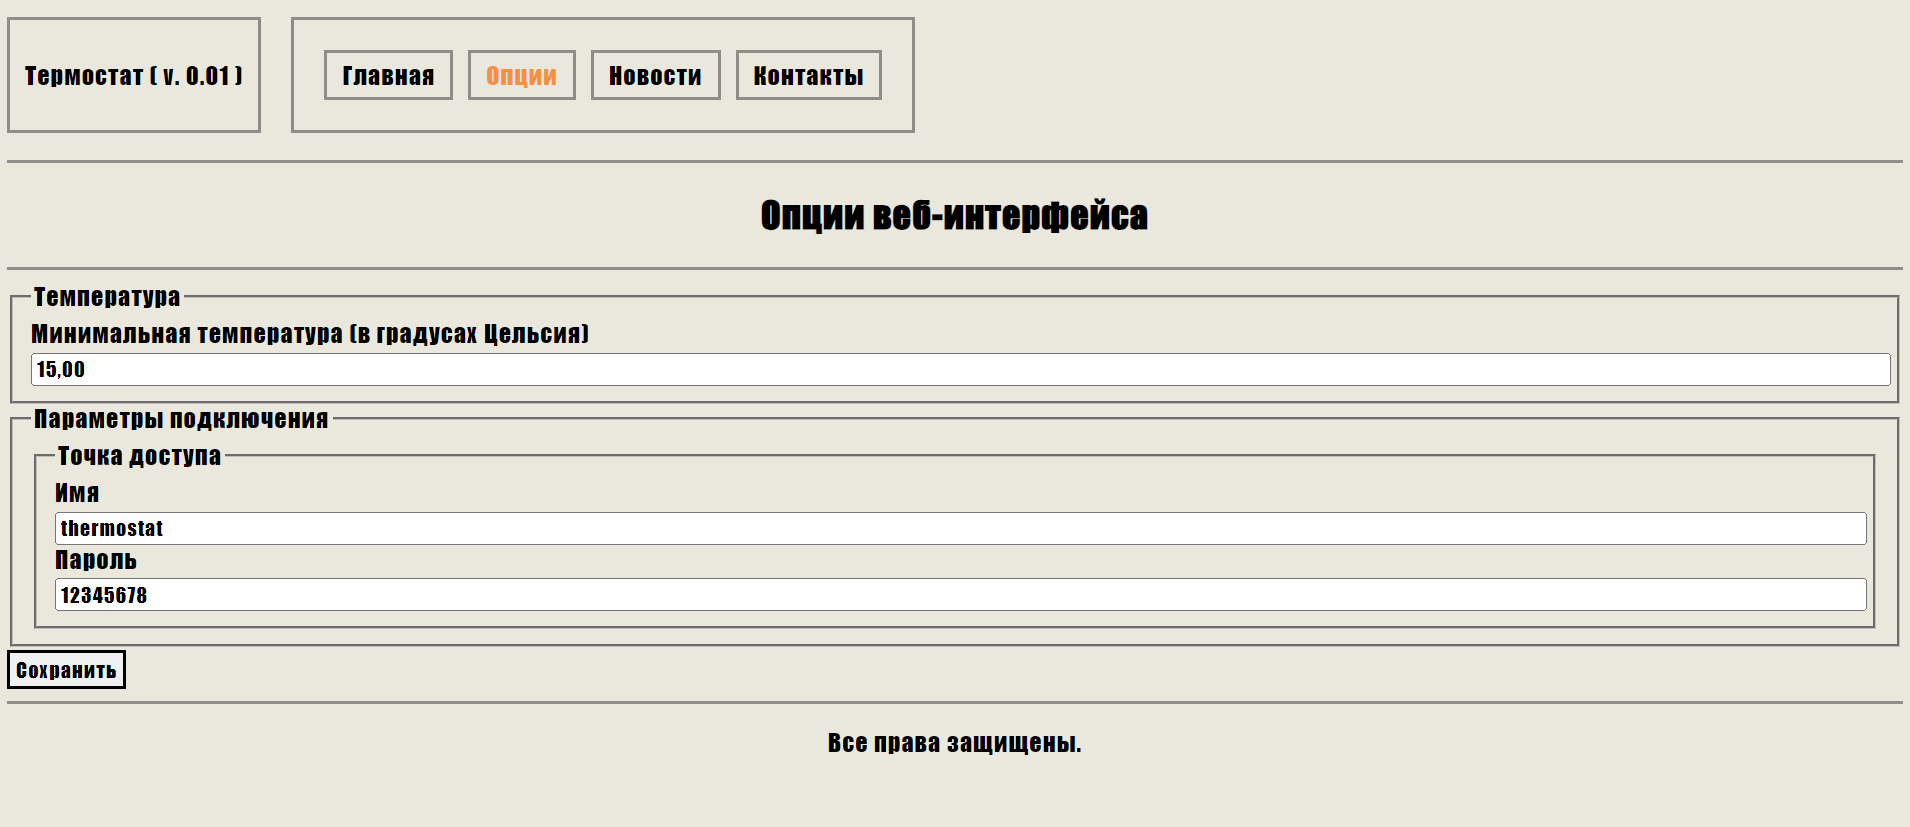 Термостат ( v. 0.01 )
Главная Опции Новости Контакты
Опции веб-интерфейса
Температура
Минимальная температура (в градусах Цельсия)
15,00
Параметры подключения
Точка доступа
Имя
thermostat
Пароль
12345678
Сохранить
Все права защищены.